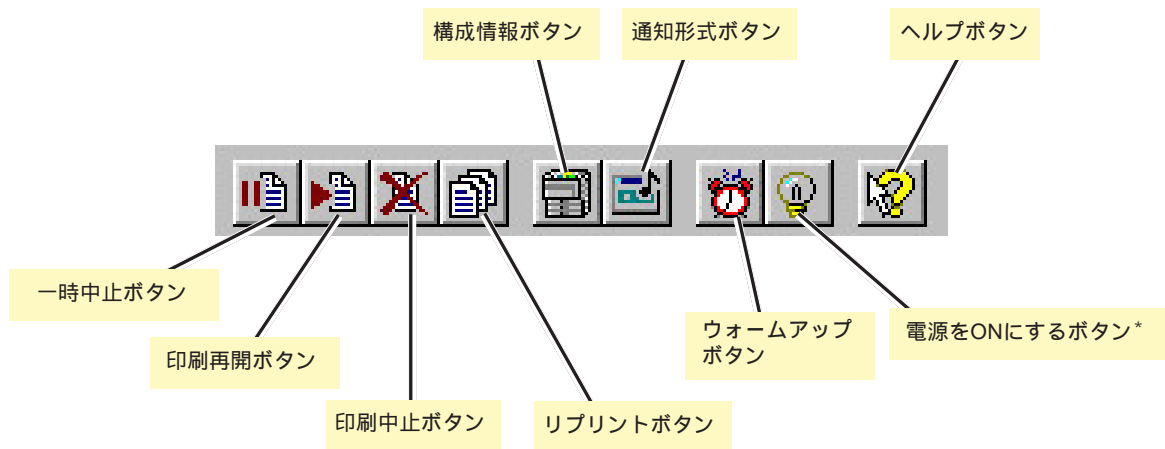 構成情報ボタン
通知形式ボタン
ヘルプボタン
一時中止ボタン
印刷再開ボタン
印刷中止ボタン
リプリントボタン
ウォームアップ
ボタン
電源をONにするボタン*